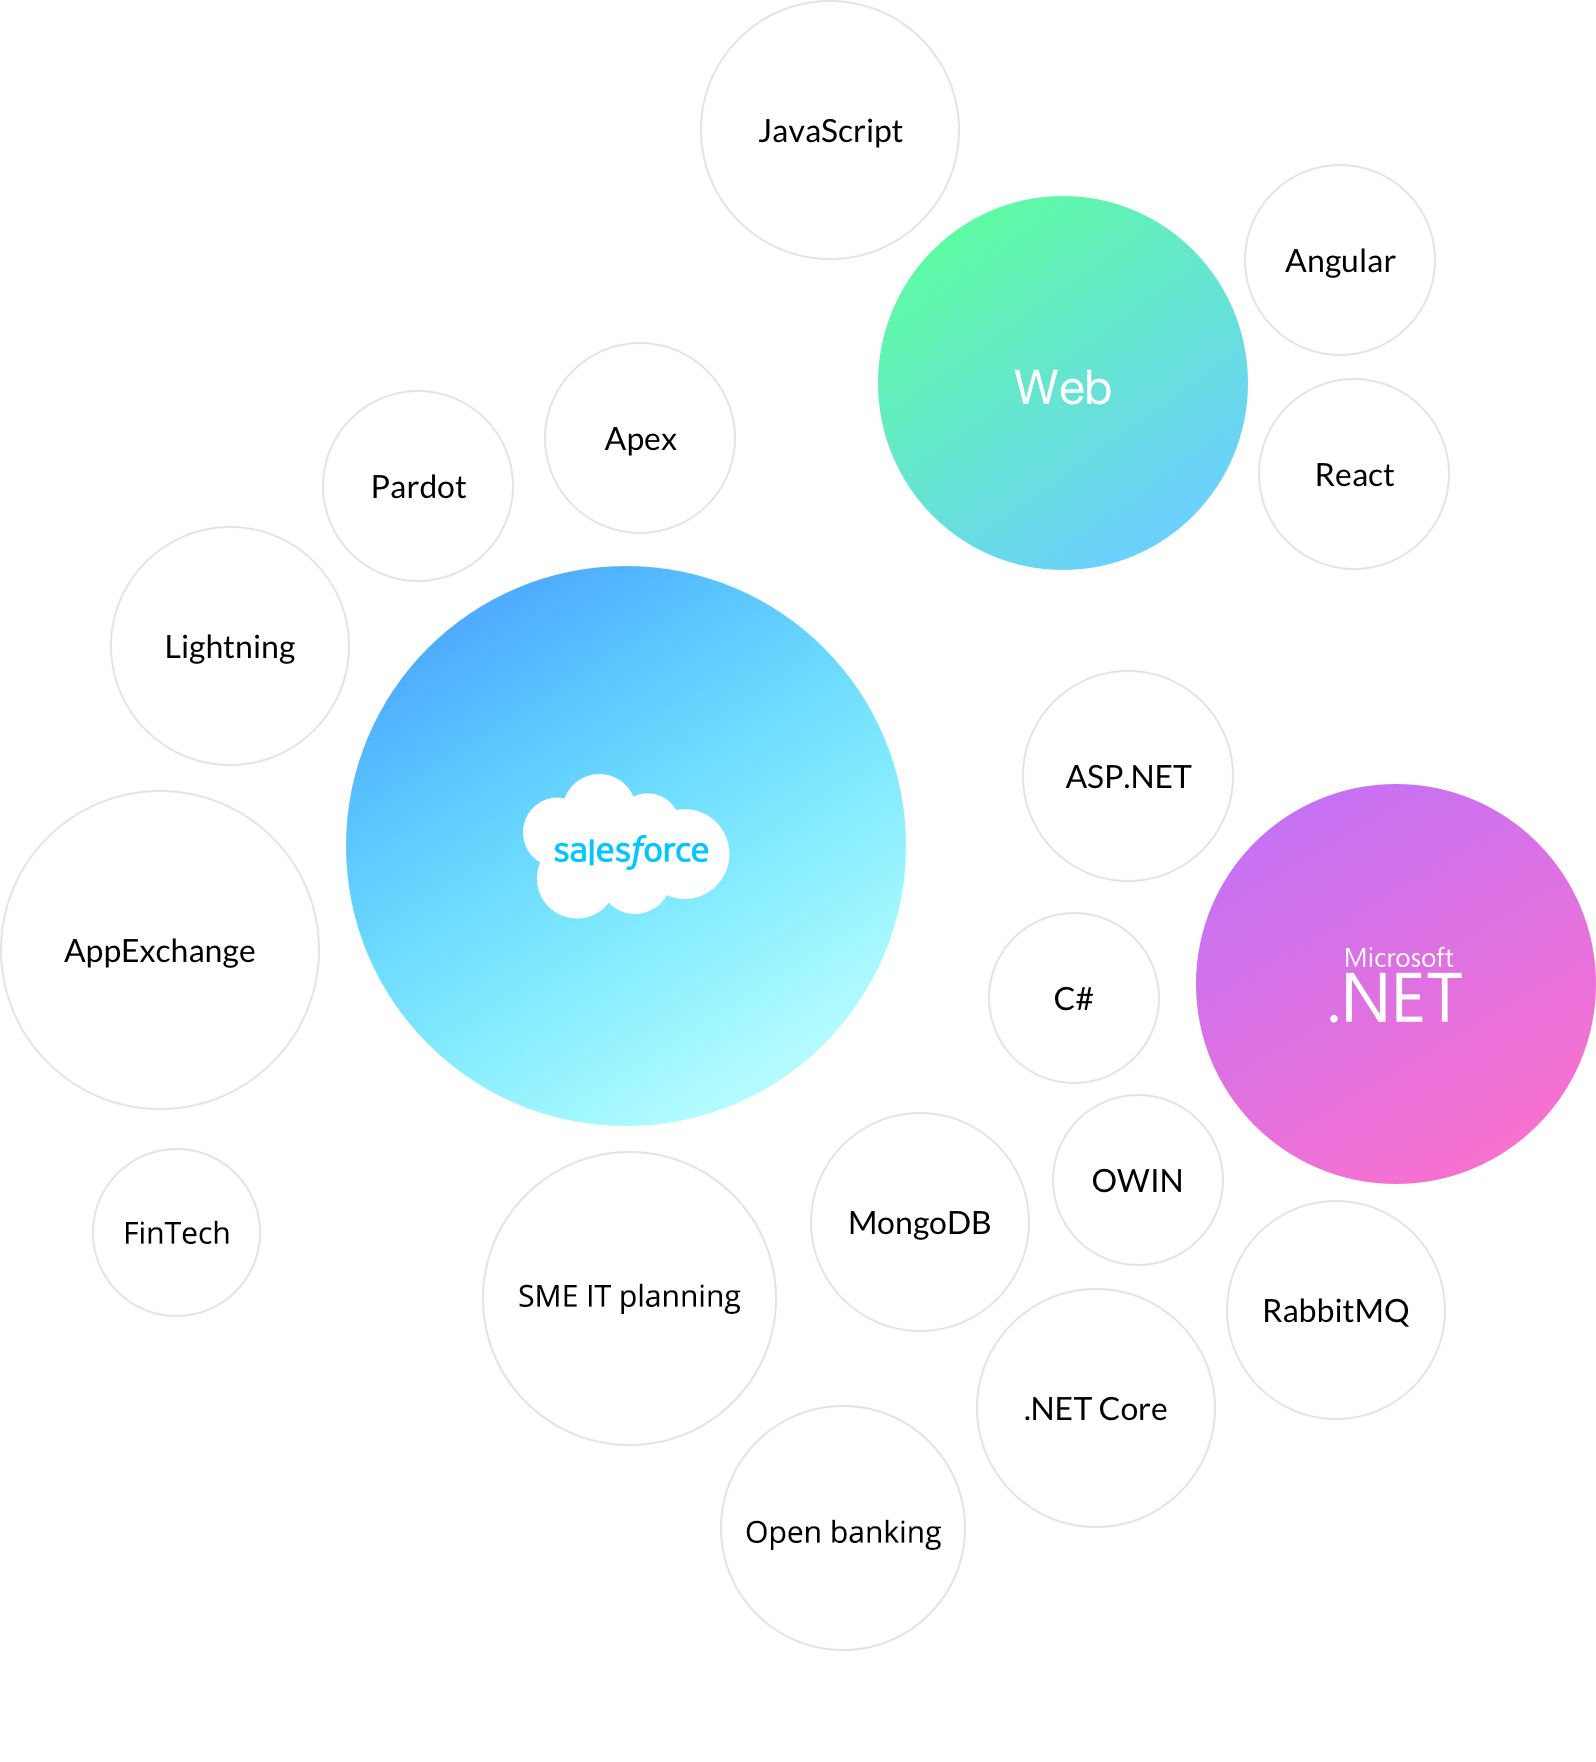 JavaScript
Angular
Web
Apex
React
Pardot
Lightning
ASP.NET
salesforce
AppExchange
Microsoft
.NET
C#
OWIN
MongoDB
FinTech
SME IT planning
RabbitMQ
.NET Core
Open banking